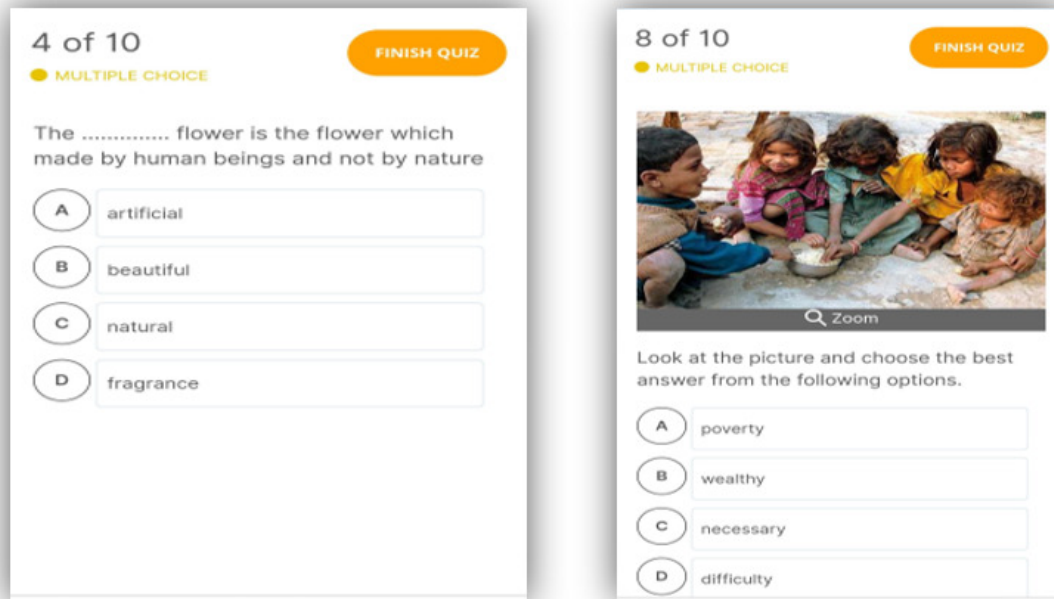 4 of 10
FINISH QUIZ
MULTIPLE CHOICE
The .............. flower is the flower which
made by human beings and not by nature
A artificial
B beautiful
C natural
D fragrance
8 of 10
FINISH QUIZ
MULTIPLE CHOICE
Zoom
Look at the picture and choose the best
answer from the following options.
A poverty
B wealthy
C necessary
D difficulty